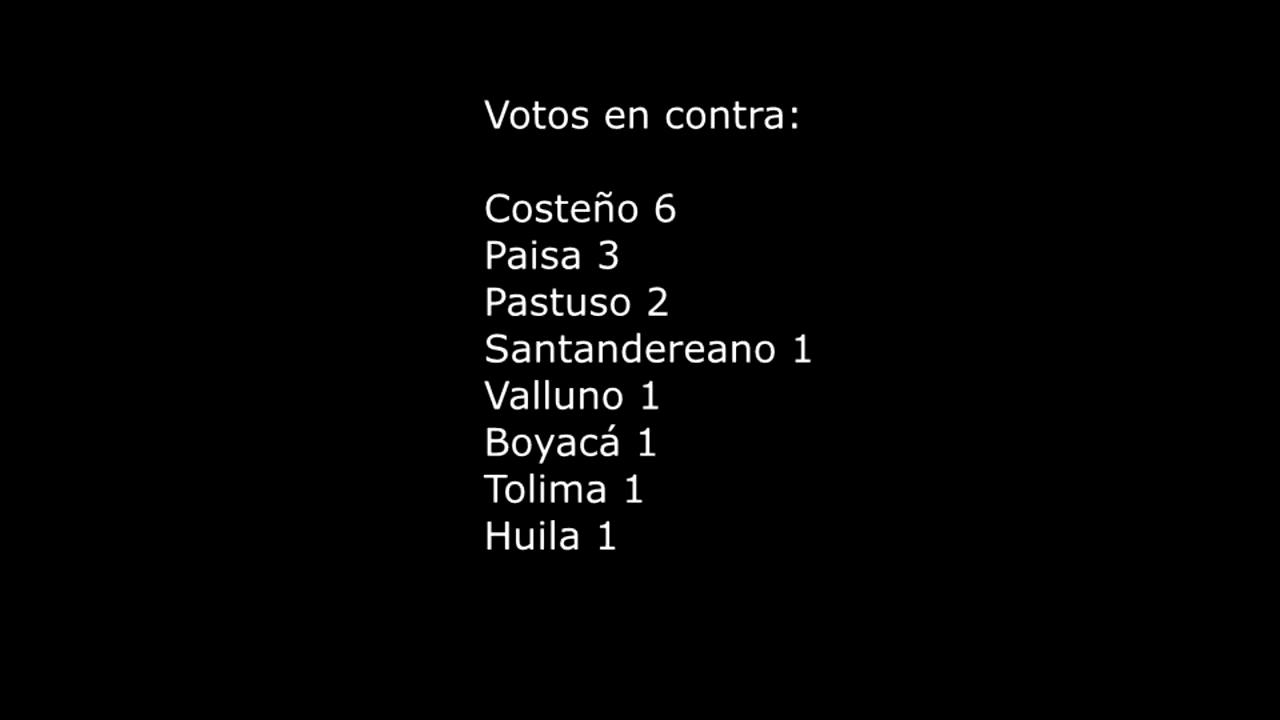 Votos en contra:
Costeño 6
Paisa 3
Pastuso 2
Santandereano 1
Valluno 1
Boyacá 1
Tolima 1
Huila 1